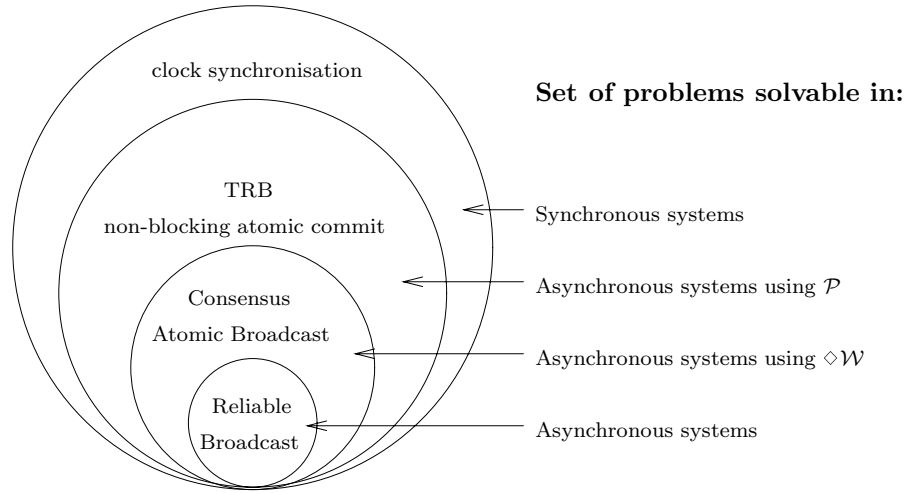 clock synchronisation
Set of problems solvable in:
TRB
non-blocking atomic commit
Synchronous systems
Asynchronous systems using 𝒫
Consensus
Atomic Broadcast
Asynchronous systems using ◇𝒲
Reliable
Broadcast
Asynchronous systems